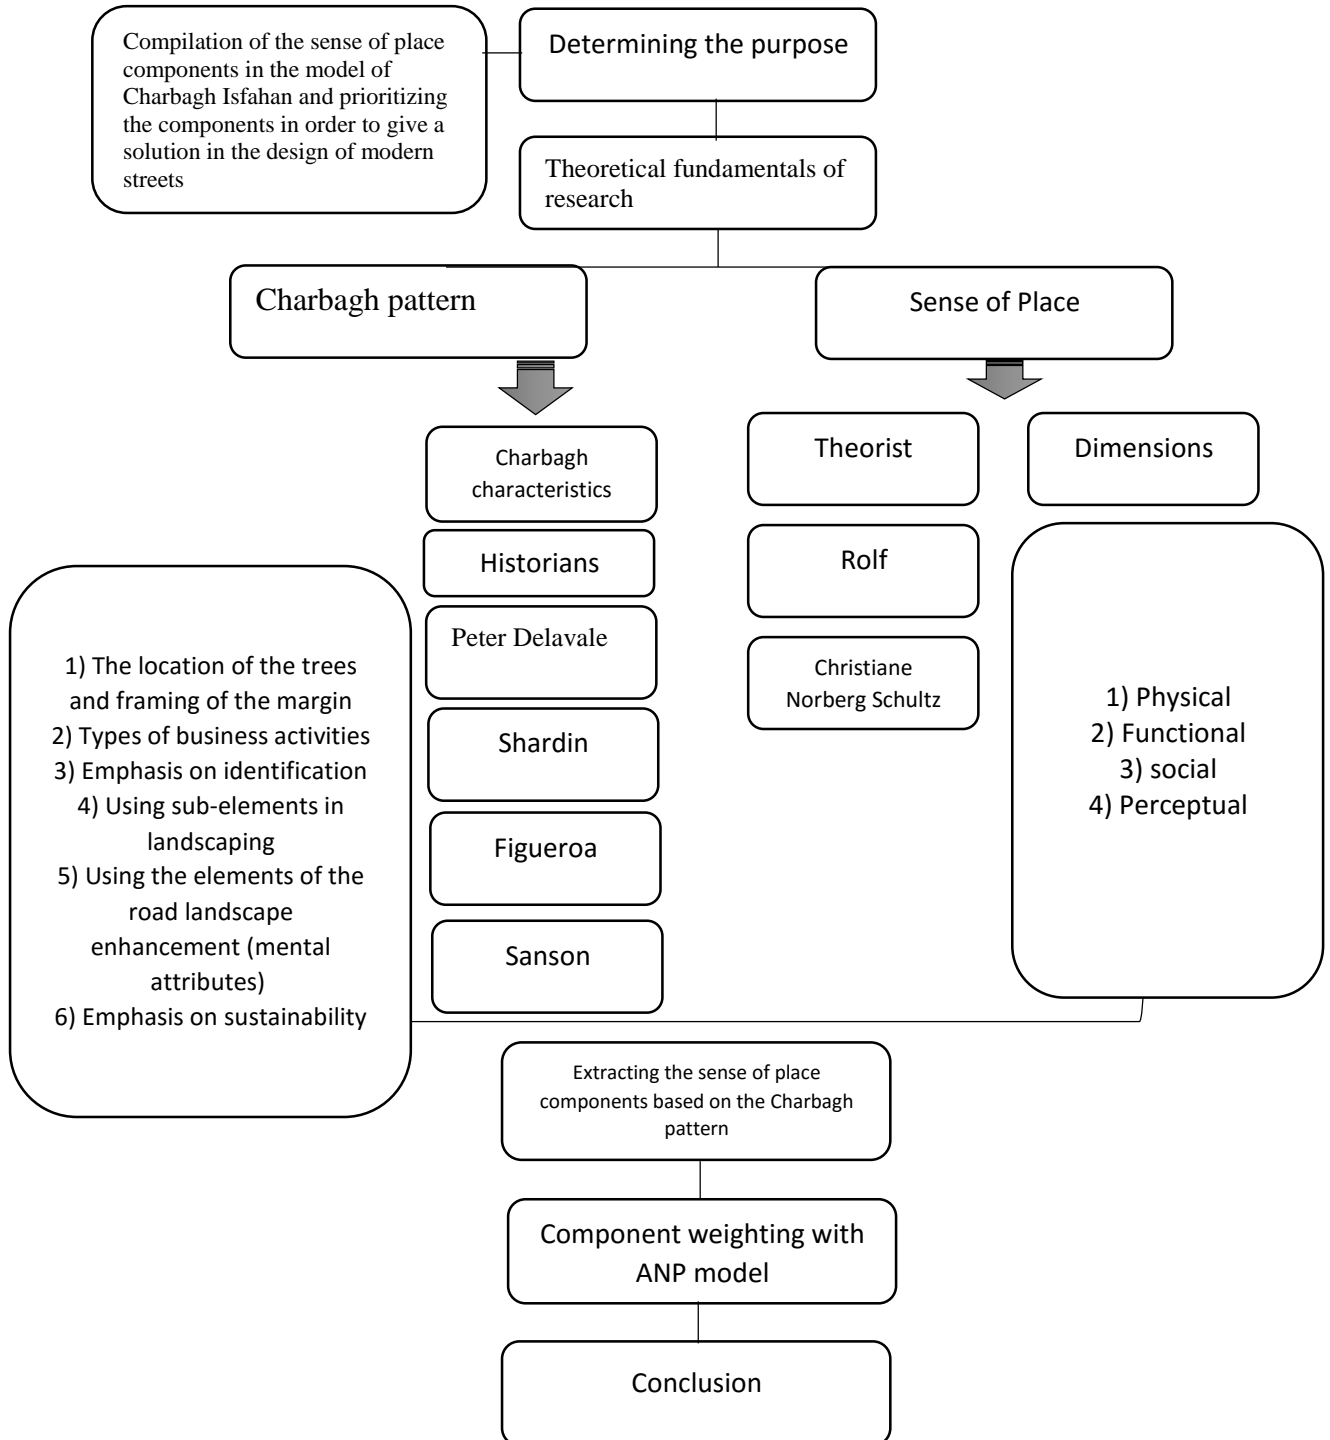 Compilation of the sense of place
components in the model of
Charbagh Isfahan and prioritizing
the components in order to give a
solution in the design of modern
streets
Determining the purpose
Theoretical fundamentals of
research
Charbagh pattern
Sense of Place
Charbagh
characteristics
Historians
Peter Delavale
Shardin
Figueroa
Sanson
Theorist
Rolf
Christiane
Norberg Schultz
Dimensions
1) Physical
2) Functional
3) social
4) Perceptual
1) The location of the trees
and framing of the margin
2) Types of business activities
3) Emphasis on identification
4) Using sub-elements in
landscaping
5) Using the elements of the
road landscape
enhancement (mental
attributes)
6) Emphasis on sustainability
Extracting the sense of place
components based on the Charbagh
pattern
Component weighting with
ANP model
Conclusion